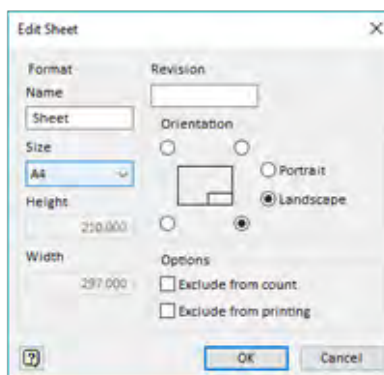 Edit Sheet
Format
Name
Sheet
Size
A4
Height
210.000
Width
297.000
Revision
Orientation
Portrait
Landscape
Options
Exclude from count
Exclude from printing
?
OK
Cancel